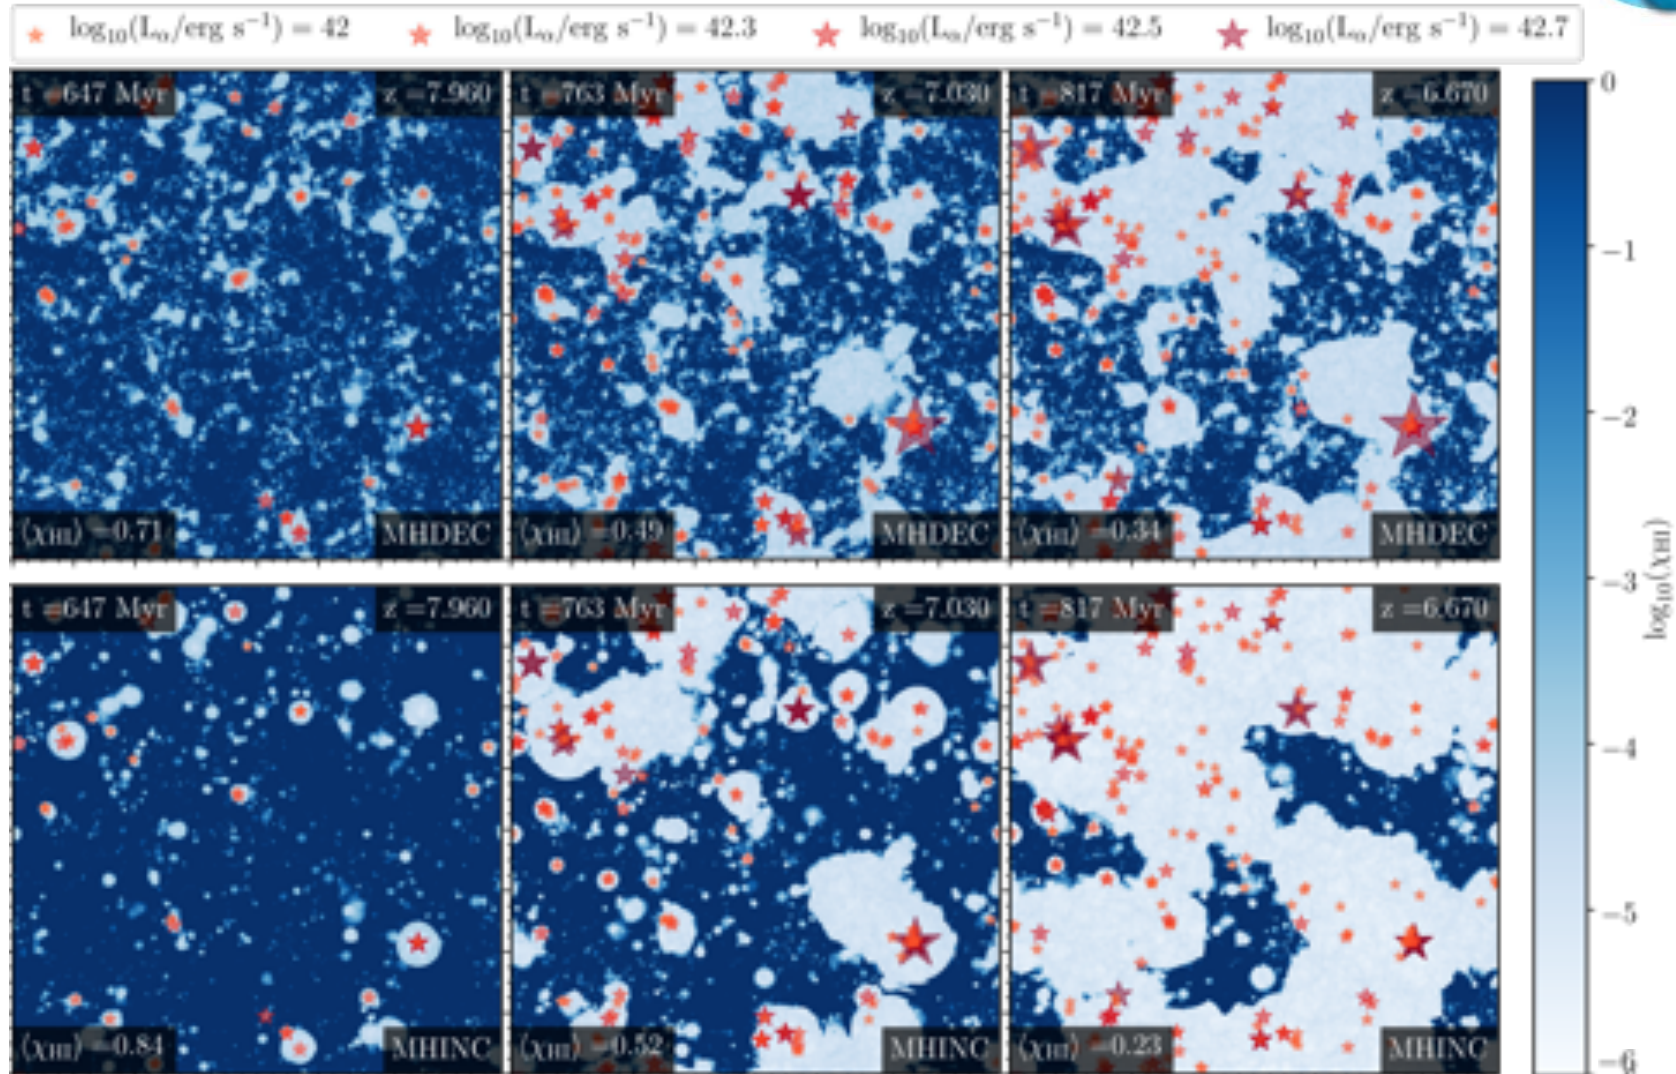 log₁₀(Lα/erg s⁻¹) = 42 log₁₀(Lα/erg s⁻¹) = 42.3 log₁₀(Lα/erg s⁻¹) = 42.5 log₁₀(Lα/erg s⁻¹) = 42.7
t =647 Myr z =7.960 t =763 Myr z =7.030 t =817 Myr z =6.670
⟨χHI⟩ =0.71 MHDEC ⟨χHI⟩ =0.49 MHDEC ⟨χHI⟩ =0.34 MHDEC
t =647 Myr z =7.960 t =763 Myr z =7.030 t =817 Myr z =6.670
⟨χHI⟩ =0.84 MHINC ⟨χHI⟩ =0.52 MHINC ⟨χHI⟩ =0.23 MHINC
0
−1
−2
−3
−4
−5
−6
log₁₀(χHI)